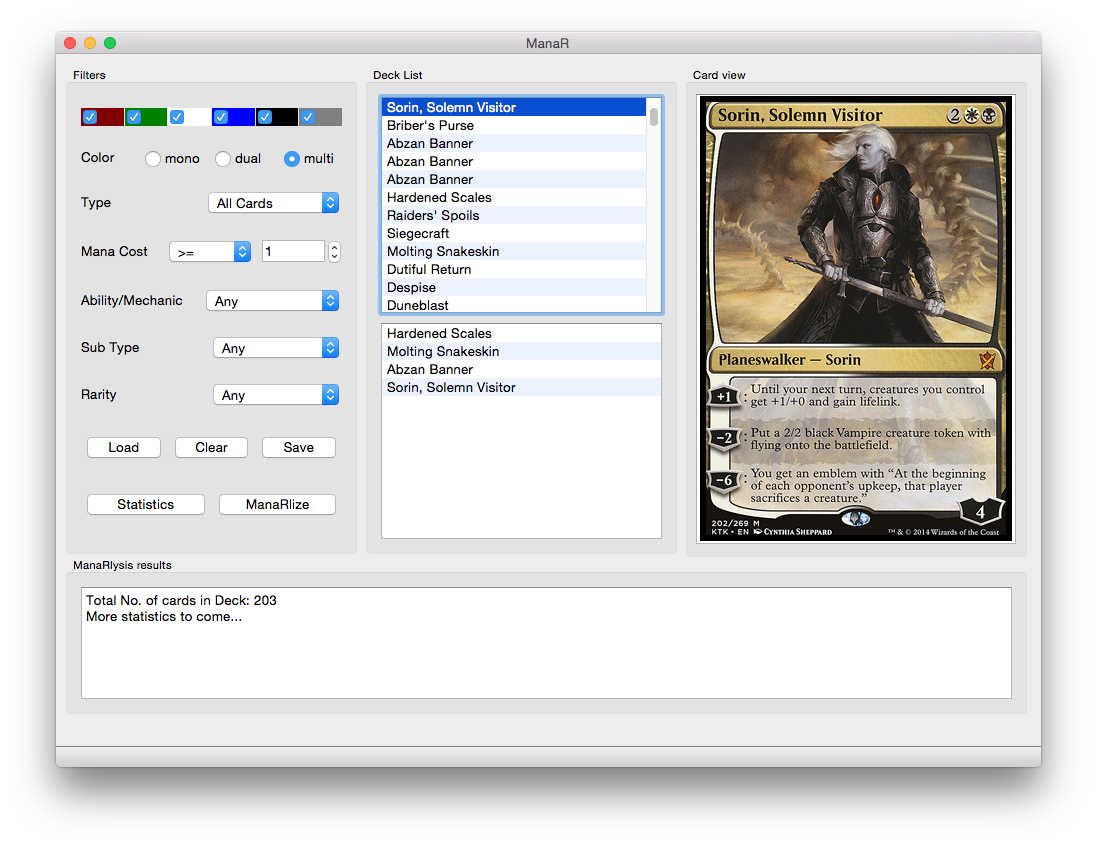 ManaR
Filters
Color
mono
dual
multi
Type
All Cards
Mana Cost
>=
1
Ability/Mechanic
Any
Sub Type
Any
Rarity
Any
Load
Clear
Save
Statistics
ManaRlize
Deck List
Sorin, Solemn Visitor
Briber's Purse
Abzan Banner
Abzan Banner
Abzan Banner
Hardened Scales
Raiders' Spoils
Siegecraft
Molting Snakeskin
Dutiful Return
Despise
Duneblast
Hardened Scales
Molting Snakeskin
Abzan Banner
Sorin, Solemn Visitor
Card view
Sorin, Solemn Visitor
2
Planeswalker — Sorin
+1 : Until your next turn, creatures you control
get +1/+0 and gain lifelink.
−2 : Put a 2/2 black Vampire creature token with
flying onto the battlefield.
−6 : You get an emblem with “At the beginning
of each opponent’s upkeep, that player
sacrifices a creature.”
4
202/269 M
KTK • EN Cynthia Sheppard
™ & © 2014 Wizards of the Coast
ManaRlysis results
Total No. of cards in Deck: 203
More statistics to come...